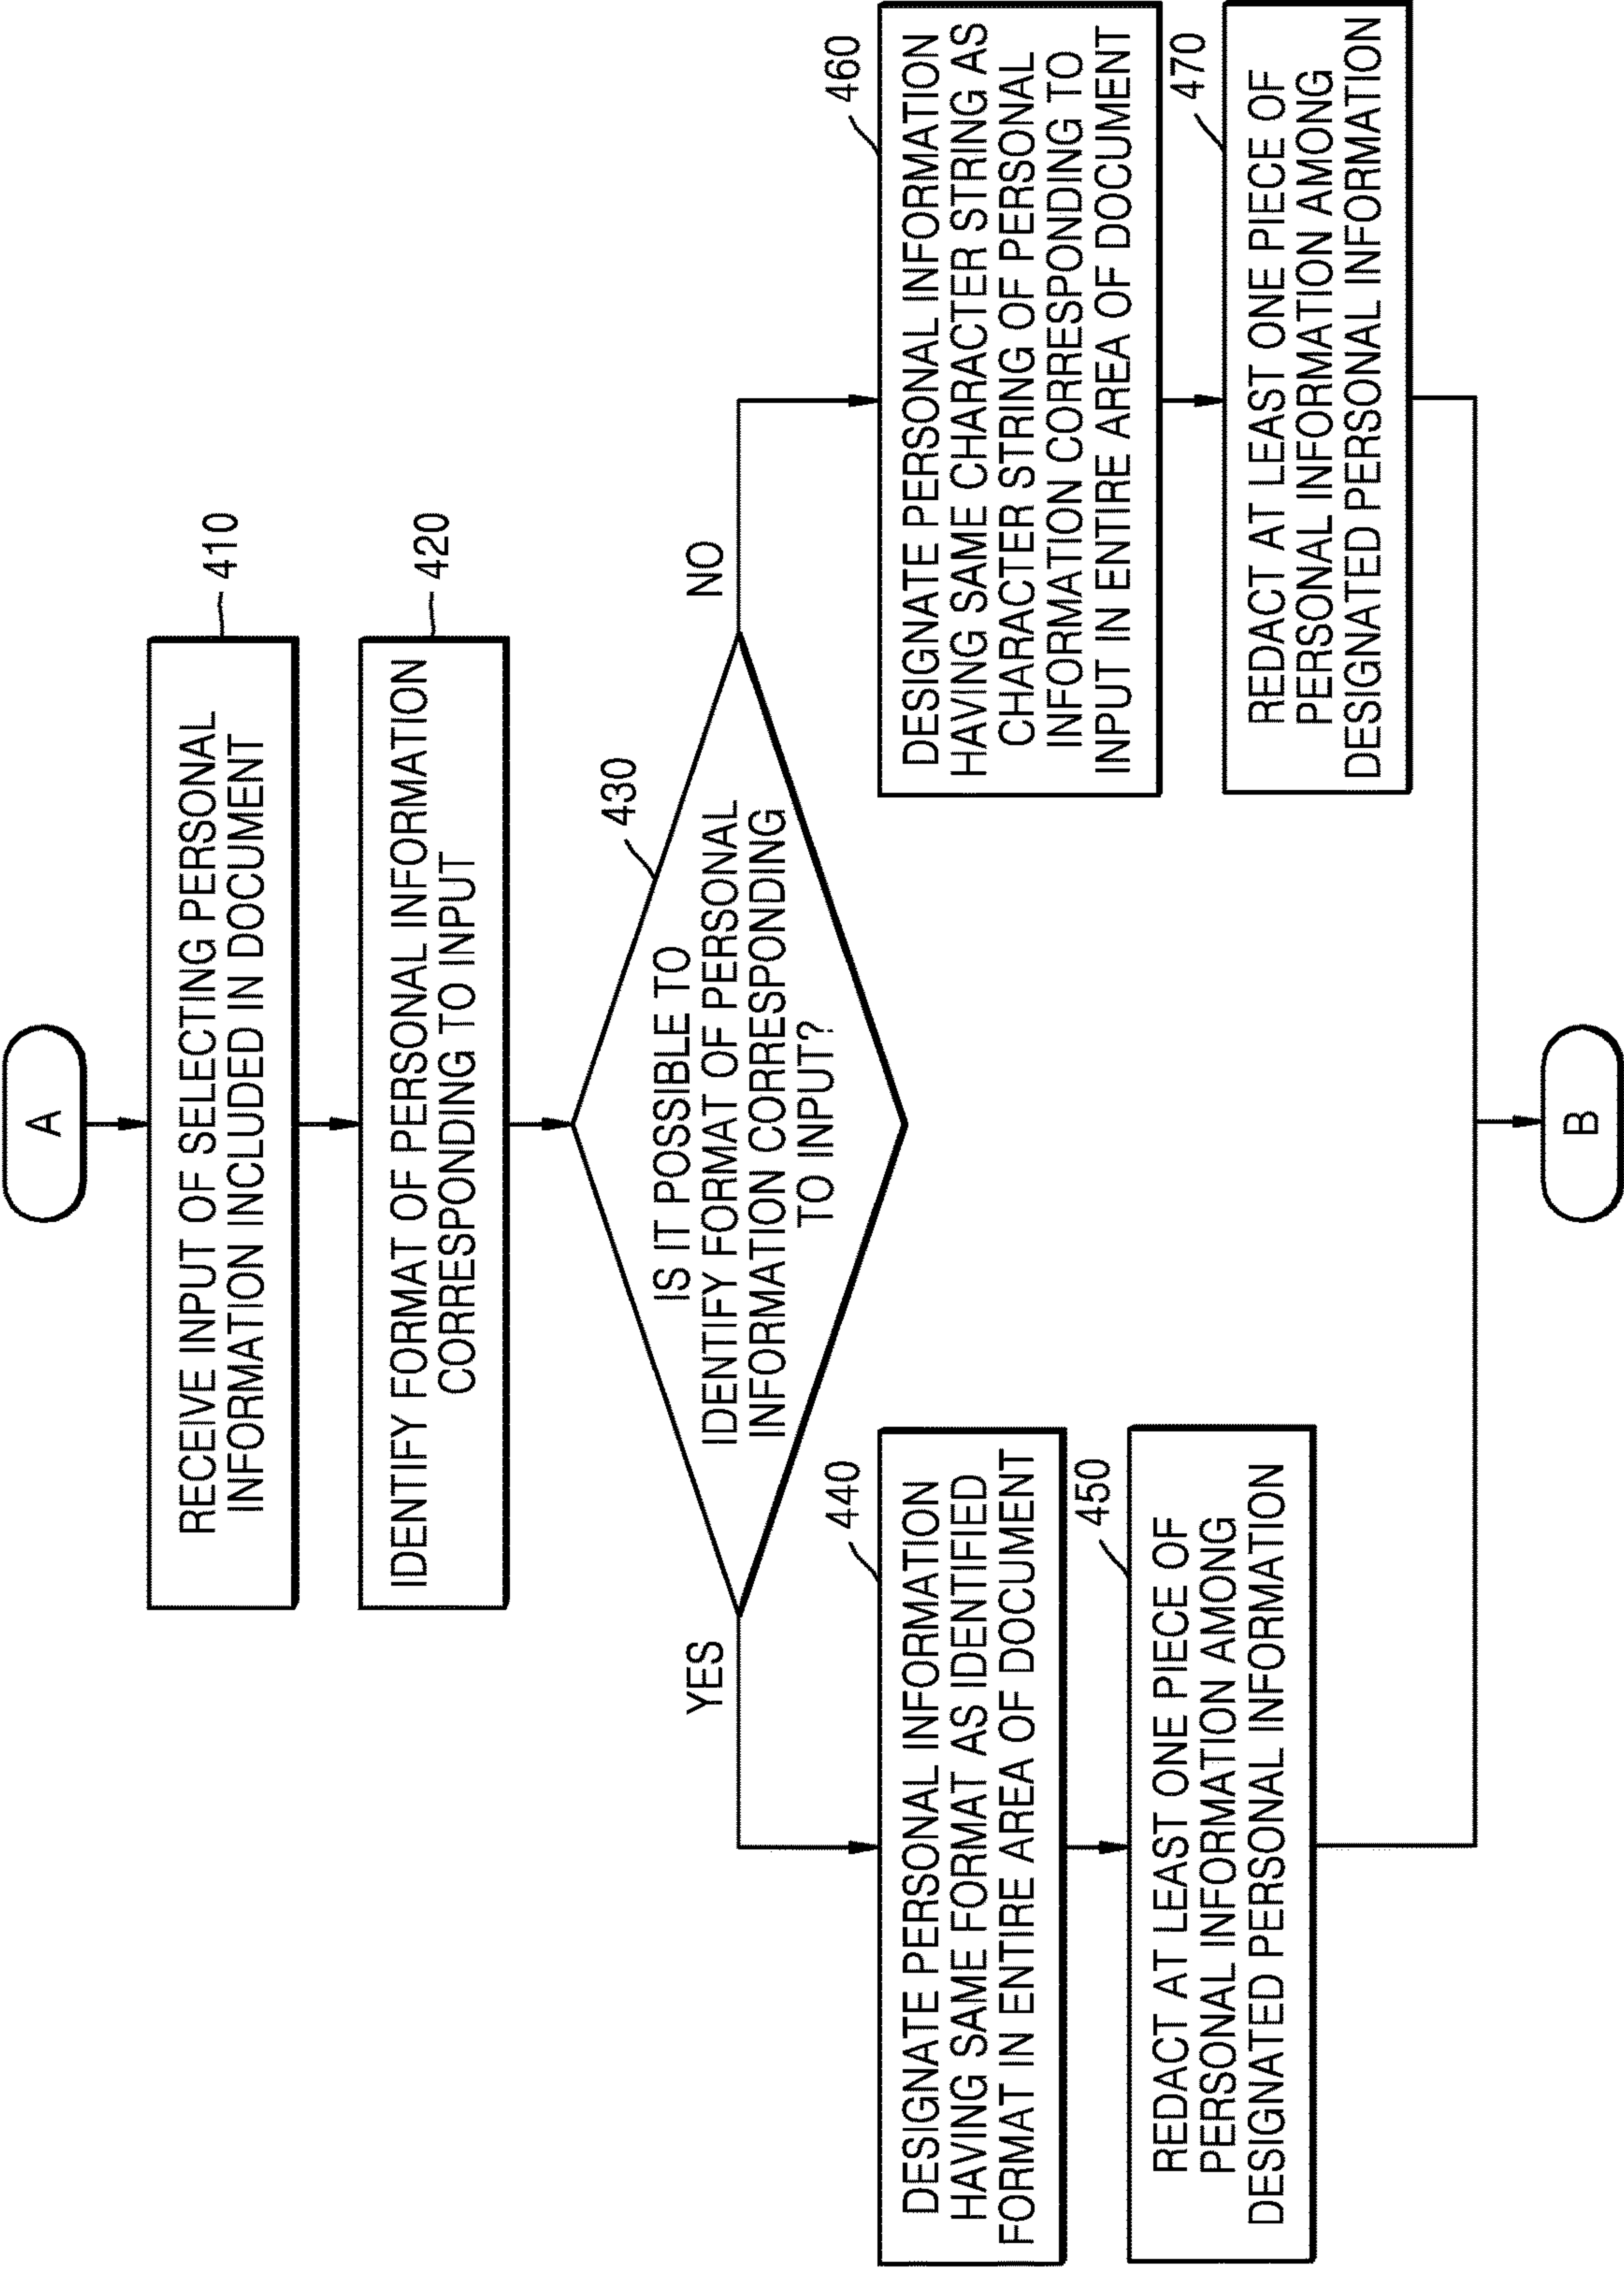 A
410
RECEIVE INPUT OF SELECTING PERSONAL
INFORMATION INCLUDED IN DOCUMENT
420
IDENTIFY FORMAT OF PERSONAL INFORMATION
CORRESPONDING TO INPUT
430
IS IT POSSIBLE TO
IDENTIFY FORMAT OF PERSONAL
INFORMATION CORRESPONDING
TO INPUT?
YES
NO
440
DESIGNATE PERSONAL INFORMATION
HAVING SAME FORMAT AS IDENTIFIED
FORMAT IN ENTIRE AREA OF DOCUMENT
450
REDACT AT LEAST ONE PIECE OF
PERSONAL INFORMATION AMONG
DESIGNATED PERSONAL INFORMATION
460
DESIGNATE PERSONAL INFORMATION
HAVING SAME CHARACTER STRING AS
CHARACTER STRING OF PERSONAL
INFORMATION CORRESPONDING TO
INPUT IN ENTIRE AREA OF DOCUMENT
470
REDACT AT LEAST ONE PIECE OF
PERSONAL INFORMATION AMONG
DESIGNATED PERSONAL INFORMATION
B